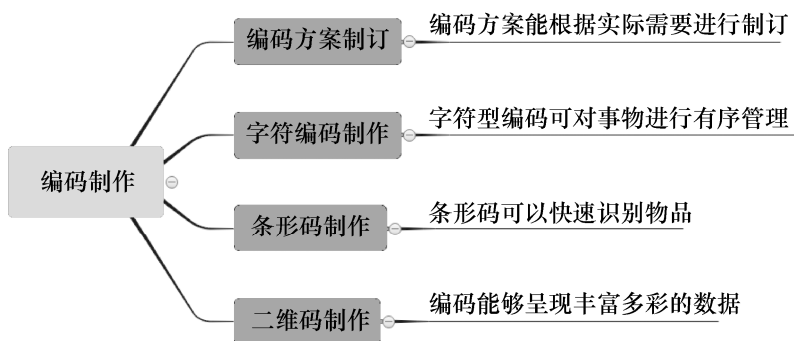 编码制作
编码方案制订
编码方案能根据实际需要进行制订
字符编码制作
字符型编码可对事物进行有序管理
条形码制作
条形码可以快速识别物品
二维码制作
编码能够呈现丰富多彩的数据